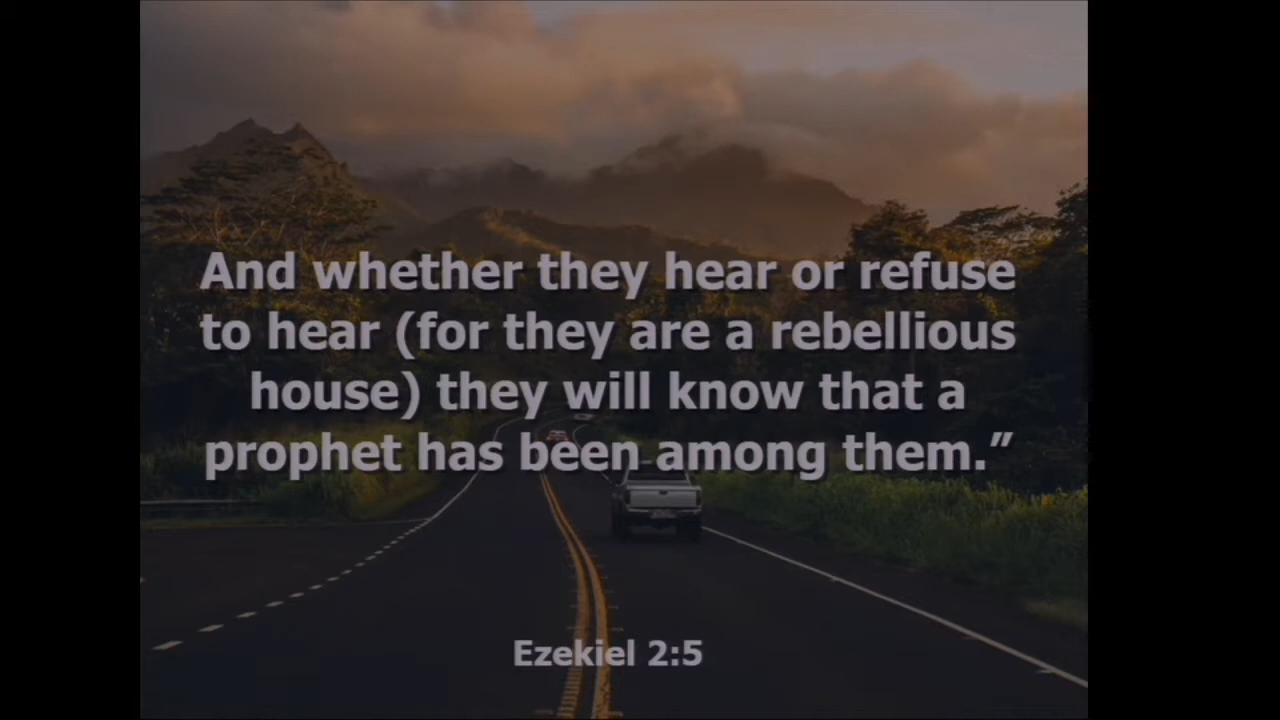 And whether they hear or refuse
to hear (for they are a rebellious
house) they will know that a
prophet has been among them.”
Ezekiel 2:5